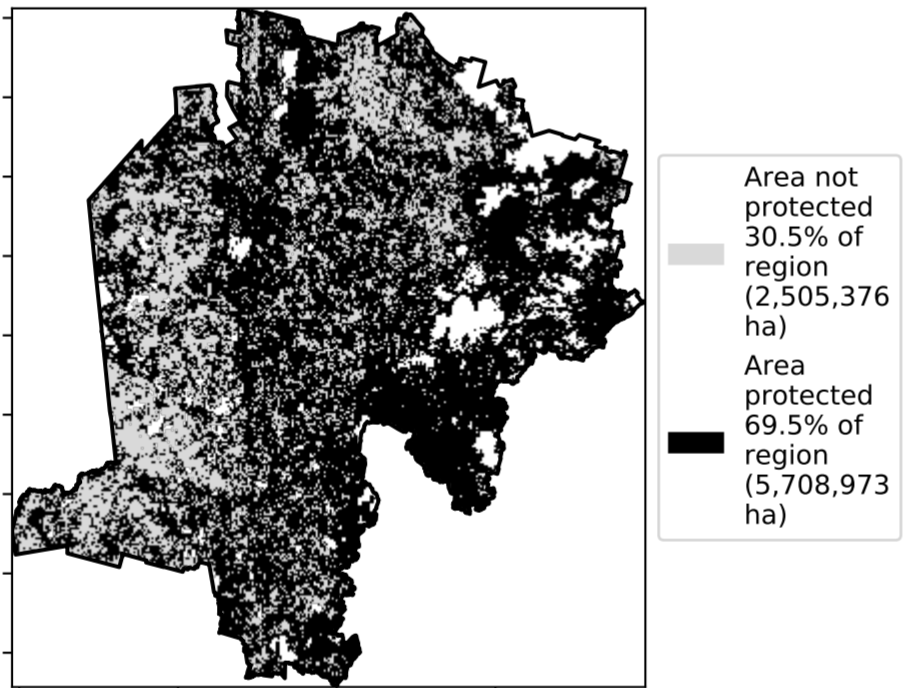 Area not
protected
30.5% of
region
(2,505,376
ha)
Area
protected
69.5% of
region
(5,708,973
ha)